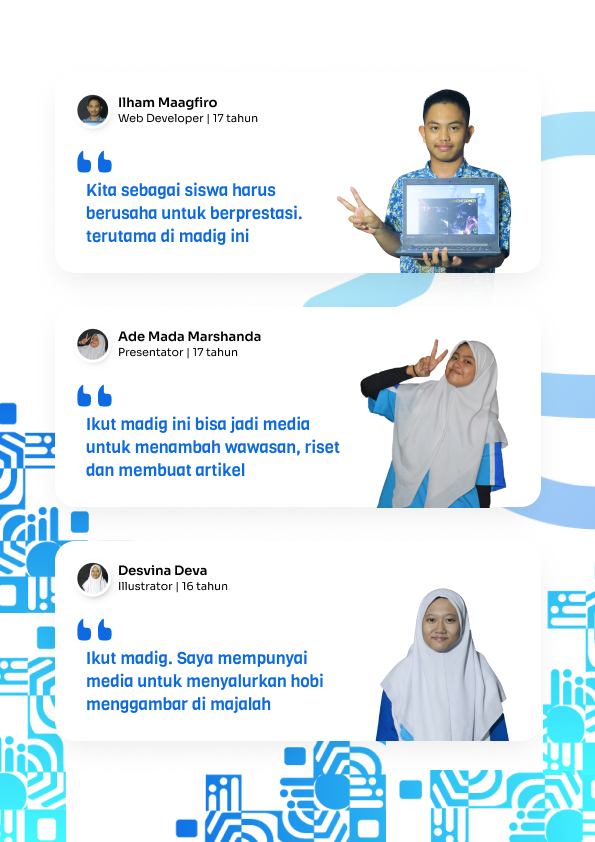 Ilham Maagfiro
Web Developer | 17 tahun
Kita sebagai siswa harus
berusaha untuk berprestasi.
terutama di madig ini
Ade Mada Marshanda
Presentator | 17 tahun
Ikut madig ini bisa jadi media
untuk menambah wawasan, riset
dan membuat artikel
Desvina Deva
Illustrator | 16 tahun
Ikut madig. Saya mempunyai
media untuk menyalurkan hobi
menggambar di majalah